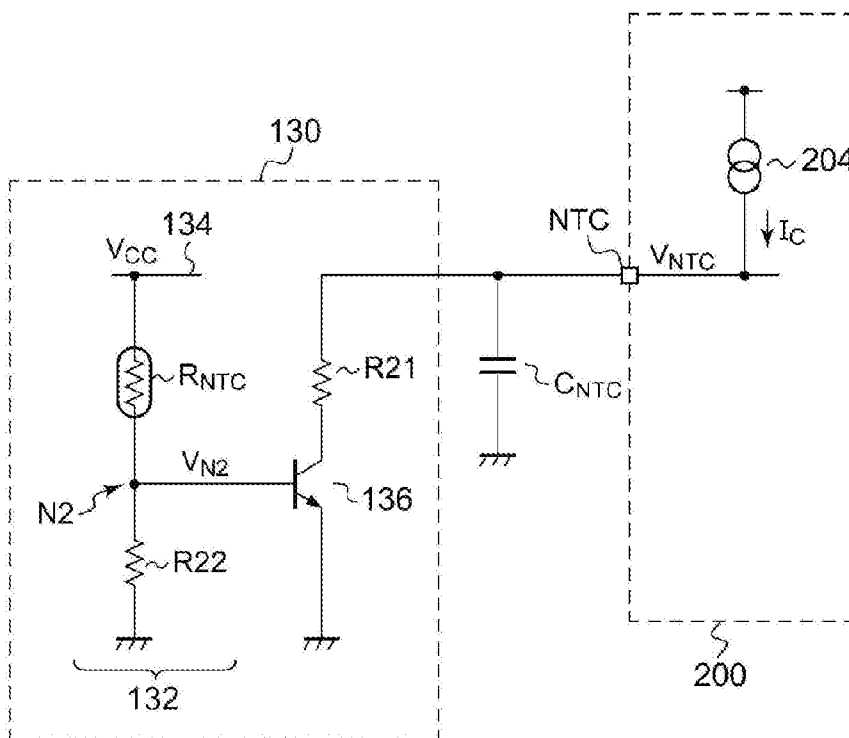 130
204
134
NTC
VCC
VNTC
IC
RNTC
R21
CNTC
VN2
136
N2
R22
132
200